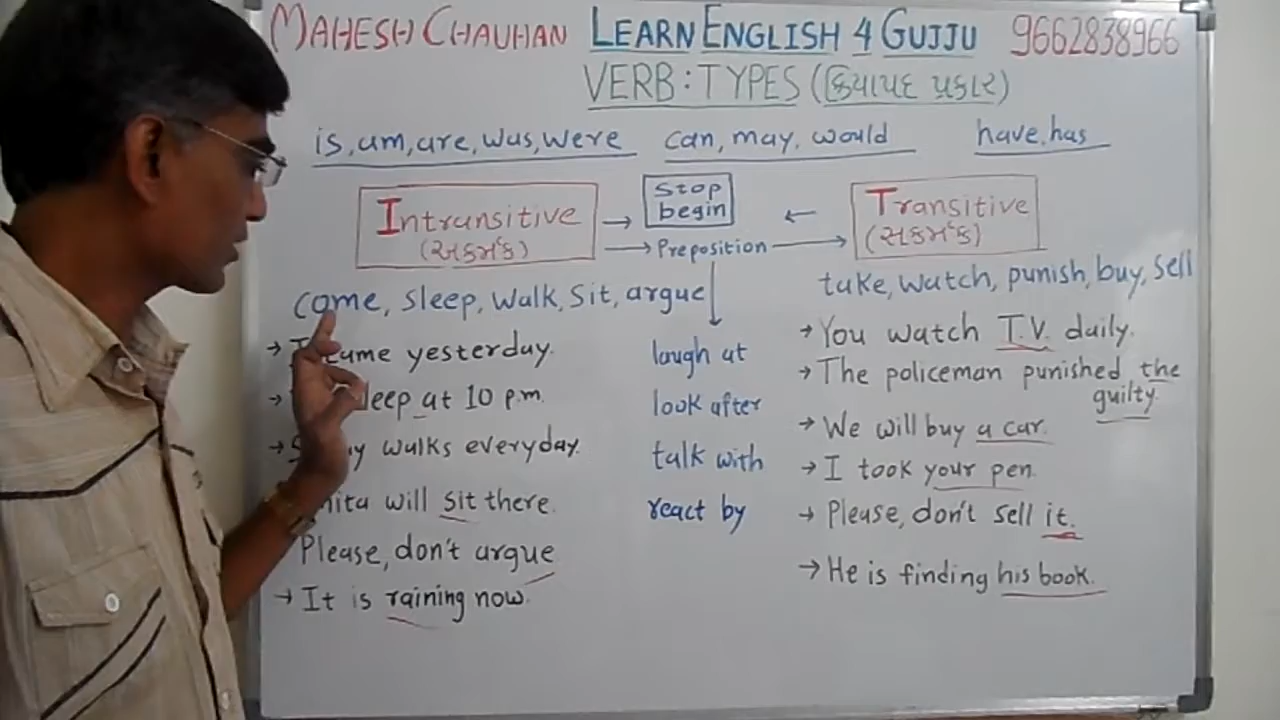 MAHESH CHAUHAN LEARN ENGLISH 4 GUJJU 9662838966
VERB : TYPES (ક્રિયાપદ પ્રકાર)
is, am, are, was, were can, may, would have, has
Intransitive
(અકર્મક)
→ Stop
begin ←
Transitive
(સકર્મક)
→ Preposition →
come, sleep, walk, sit, argue
→ I came yesterday.
→ at 10 p.m.
→ walks everyday.
will sit there.
Please, don't argue
→ It is raining now.
laugh at
look after
talk with
react by
take, watch, punish, buy, sell
→ You watch T.V. daily.
→ The policeman punished the
guilty.
→ We will buy a car.
→ I took your pen.
→ Please, don't sell it.
→ He is finding his book.